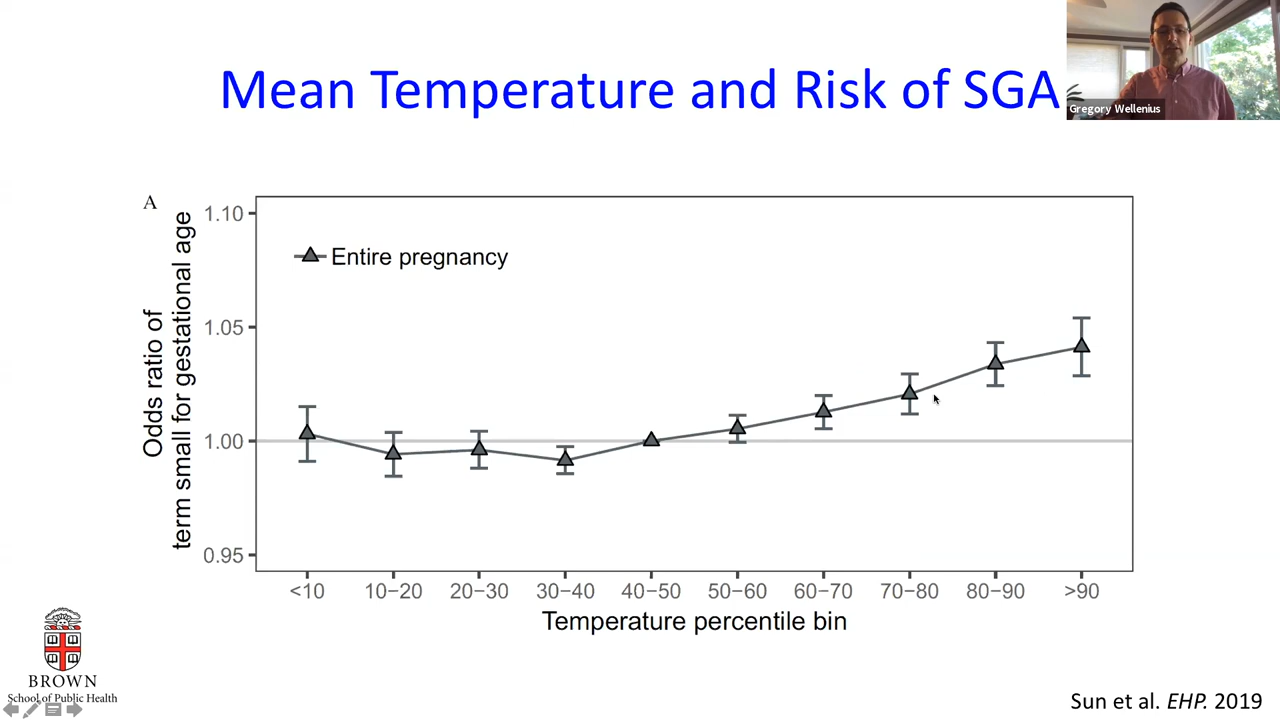 Mean Temperature and Risk of SGA
Gregory Wellenius
A
Odds ratio of
term small for gestational age
1.10
1.05
1.00
0.95
Entire pregnancy
<10 10−20 20−30 30−40 40−50 50−60 60−70 70−80 80−90 >90
Temperature percentile bin
BROWN
School of Public Health
Sun et al. EHP. 2019